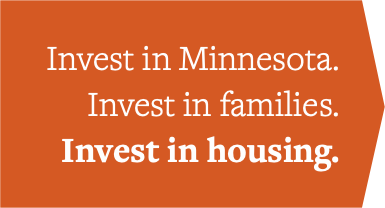 Invest in Minnesota.
Invest in families.
Invest in housing.